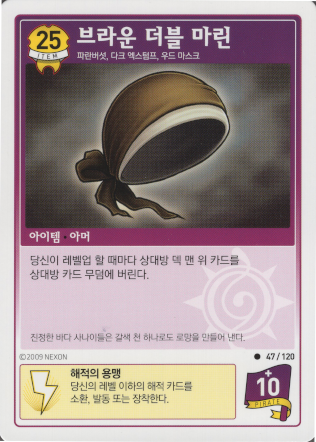 25
ITEM
브라운 더블 마린
파란버섯, 다크 엑스텀프, 우드 마스크
아이템 · 아머
당신이 레벨업 할 때마다 상대방 덱 맨 위 카드를
상대방 카드 무덤에 버린다.
진정한 바다 사나이들은 갈색 천 하나로도 로망을 만들어 낸다.
©2009 NEXON
● 47 / 120
해적의 용맹
당신의 레벨 이하의 해적 카드를
소환, 발동 또는 장착한다.
+
10
PIRATE